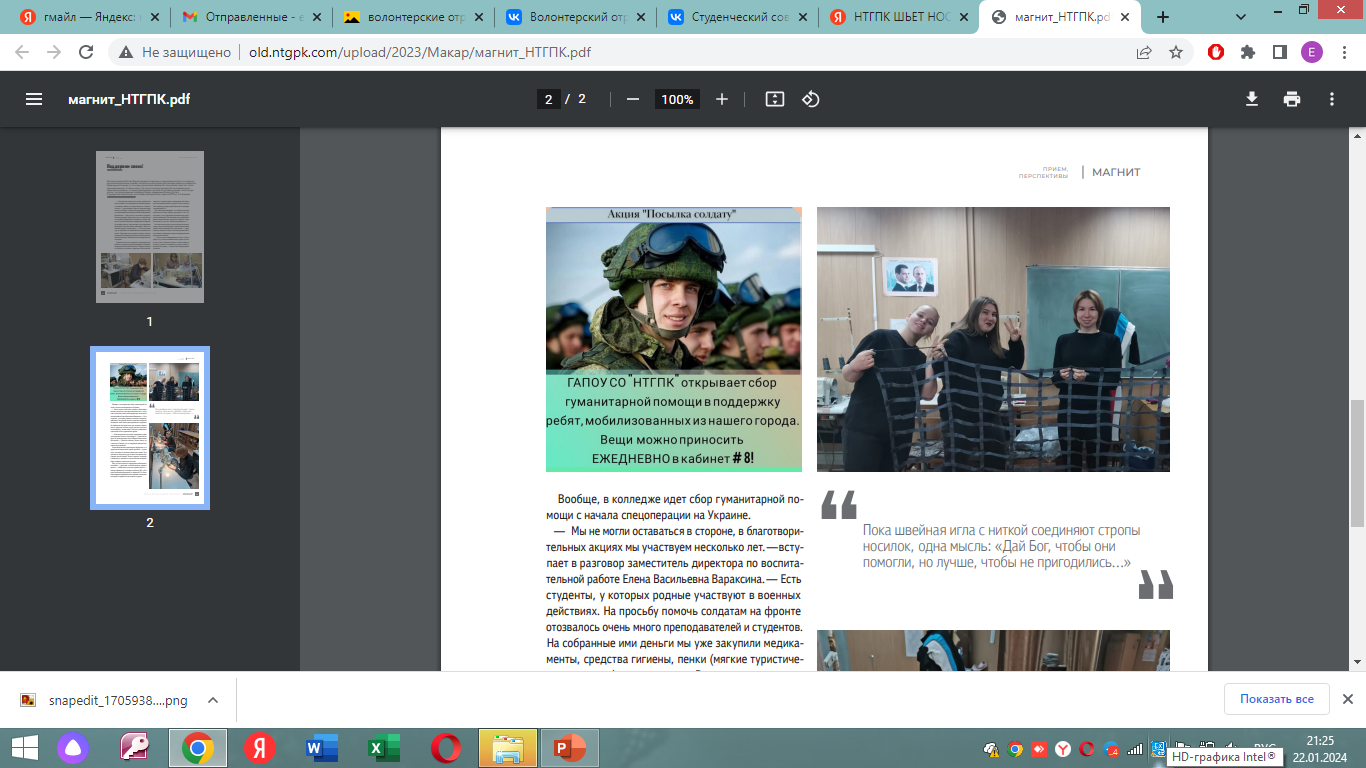 гмайл — Яндекс:
Отправленные - e
волонтерские отр
Волонтерский отр
Студенческий сов
НТГПК ШЬЕТ НОС
магнит_НТГПК.pd
Не защищено
old.ntgpk.com/upload/2023/Макар/магнит_НТГПК.pdf
E
магнит_НТГПК.pdf
2 / 2
100%
1
2
ПРИЕМ,
ПЕРСПЕКТИВЫ
МАГНИТ
Акция "Посылка солдату"
ГАПОУ СО "НТГПК" открывает сбор
гуманитарной помощи в поддержку
ребят, мобилизованных из нашего города.
Вещи можно приносить
ЕЖЕДНЕВНО в кабинет # 8!
Вообще, в колледже идет сбор гуманитарной по-
мощи с начала спецоперации на Украине.
— Мы не могли оставаться в стороне, в благотвори-
тельных акциях мы участвуем несколько лет. — всту-
пает в разговор заместитель директора по воспита-
тельной работе Елена Васильевна Вараксина. — Есть
студенты, у которых родные участвуют в военных
действиях. На просьбу помочь солдатам на фронте
отозвалось очень много преподавателей и студентов.
На собранные ими деньги мы уже закупили медика-
менты, средства гигиены, пенки (мягкие туристиче-
Пока швейная игла с ниткой соединяют стропы
носилок, одна мысль: «Дай Бог, чтобы они
помогли, но лучше, чтобы не пригодились...»
snapedit_1705938....png
Показать все
21:25
22.01.2024
HD-графика Intel®